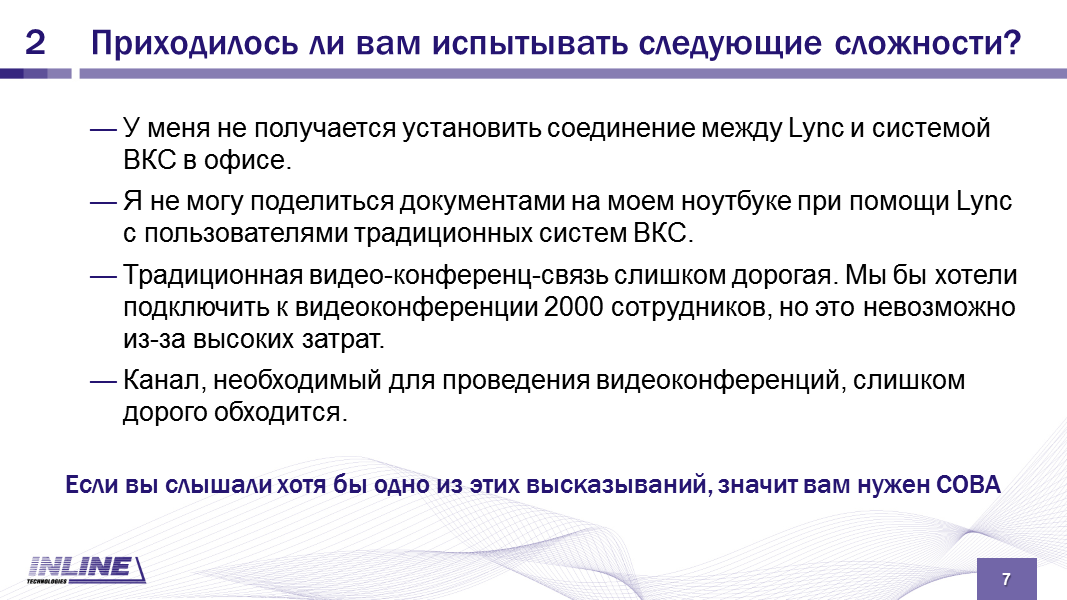 2 Приходилось ли вам испытывать следующие сложности?
— У меня не получается установить соединение между Lync и системой
ВКС в офисе.
— Я не могу поделиться документами на моем ноутбуке при помощи Lync
с пользователями традиционных систем ВКС.
— Традиционная видео-конференц-связь слишком дорогая. Мы бы хотели
подключить к видеоконференции 2000 сотрудников, но это невозможно
из-за высоких затрат.
— Канал, необходимый для проведения видеоконференций, слишком
дорого обходится.
Если вы слышали хотя бы одно из этих высказываний, значит вам нужен СОВА
INLINE
TECHNOLOGIES
7